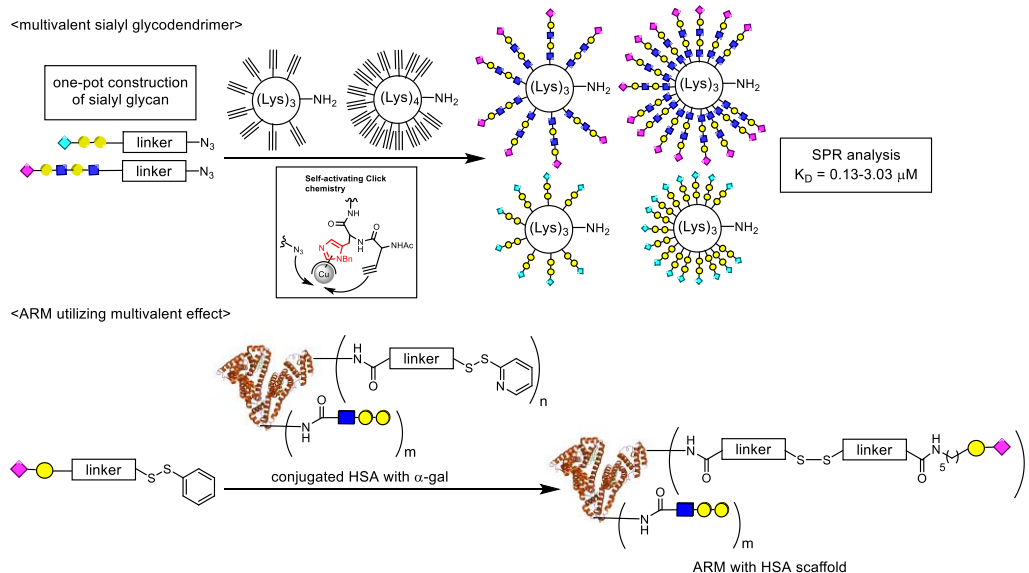 <multivalent sialyl glycodendrimer>
one-pot construction
of sialyl glycan
linker N3
linker N3
(Lys)3 NH2
(Lys)4 NH2
Self-activating Click
chemistry
NH
O
O
N
H
NHAc
N3
N
N
Bn
Cu
(Lys)3 NH2
(Lys)3 NH2
(Lys)3 NH2
(Lys)3 NH2
SPR analysis
KD = 0.13-3.03 μM
<ARM utilizing multivalent effect>
H
N
O
linker
S
S
N
n
O
N
H
m
linker
S
S
conjugated HSA with α-gal
N
H
O
linker
S
S
linker
O
H
N
5
O
N
H
m
ARM with HSA scaffold